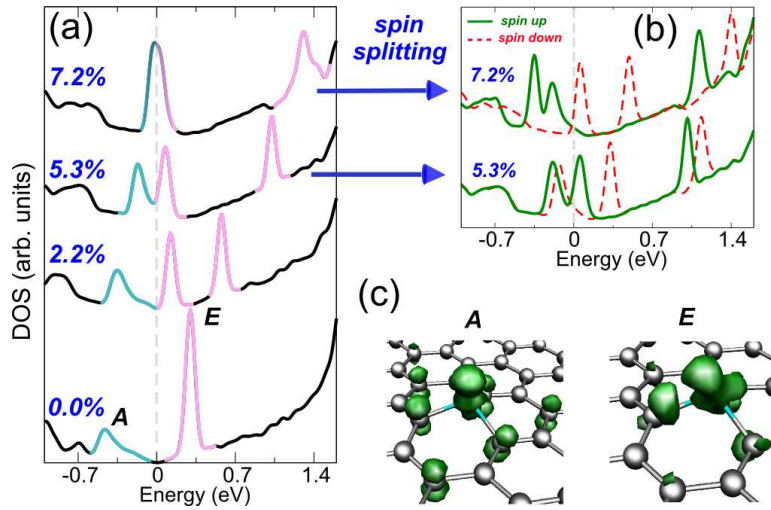 (a)
7.2%
5.3%
2.2%
E
0.0%
A
DOS (arb. units)
-0.7
0
0.7
1.4
Energy (eV)
spin
splitting
spin up
spin down
(b)
7.2%
5.3%
-0.7
0
0.7
1.4
Energy (eV)
(c)
A
E